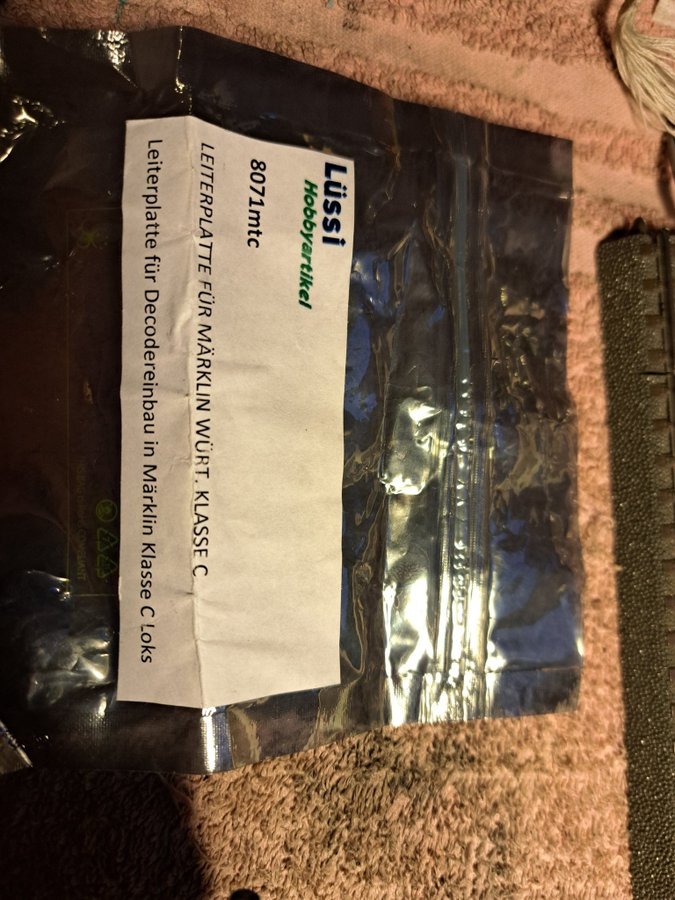 Lüssi
Hobbyartikel
8071mtc
LEITERPLATTE FÜR MÄRKLIN WÜRT. KLASSE C
Leiterplatte für Decodereinbau in Märklin Klasse C Loks